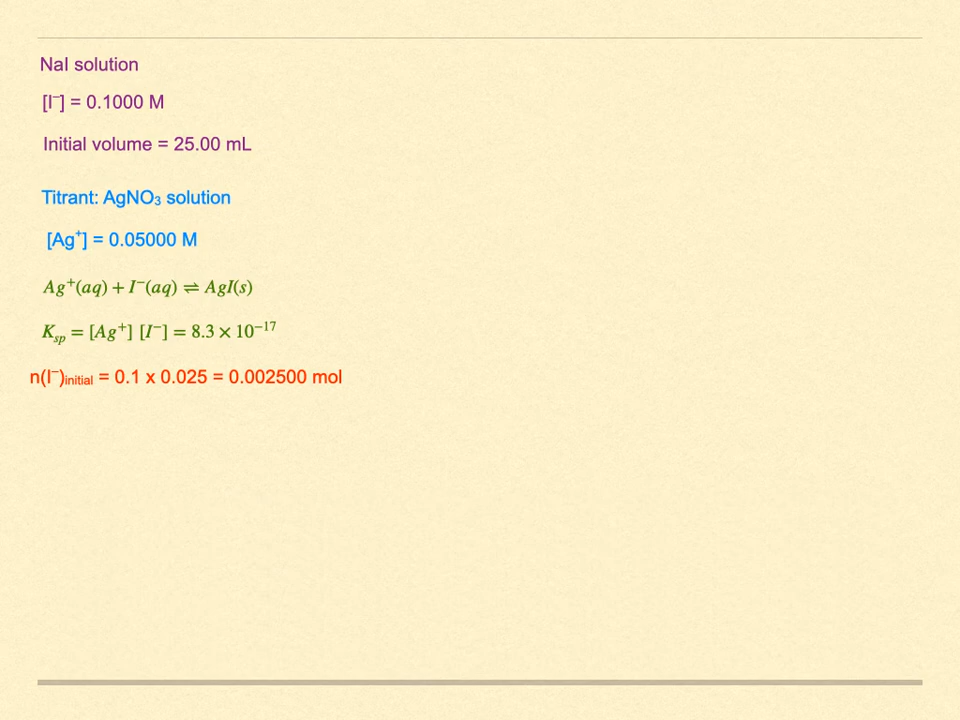 NaI solution
[I⁻] = 0.1000 M
Initial volume = 25.00 mL
Titrant: AgNO₃ solution
[Ag⁺] = 0.05000 M
Ag⁺(aq) + I⁻(aq) ⇌ AgI(s)
Kₛₚ = [Ag⁺] [I⁻] = 8.3 × 10⁻¹⁷
n(I⁻)initial = 0.1 x 0.025 = 0.002500 mol